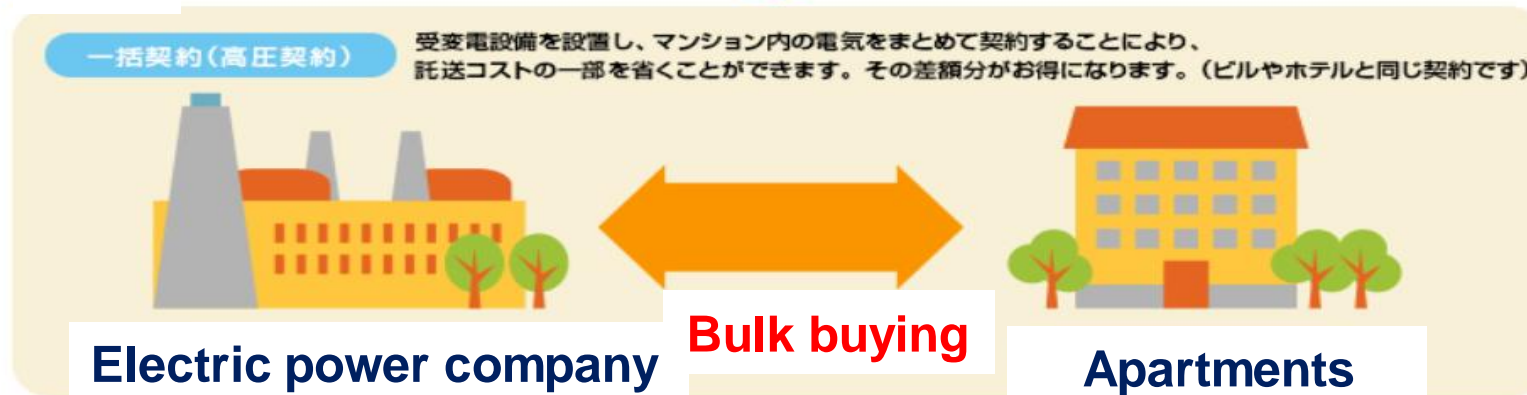 一括契約(高圧契約)
受変電設備を設置し、マンション内の電気をまとめて契約することにより、
託送コストの一部を省くことができます。その差額分がお得になります。(ビルやホテルと同じ契約です)
Bulk buying
Electric power company
Apartments